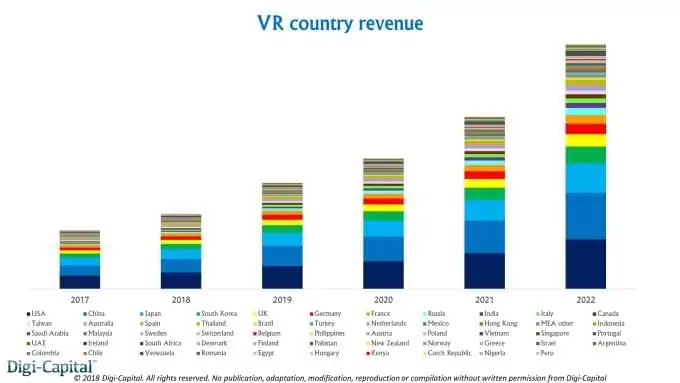 VR country revenue
2017 2018 2019 2020 2021 2022
USA China Japan South Korea UK Germany France Russia India Italy Canada
Taiwan Australia Spain Thailand Brazil Turkey Netherlands Mexico Hong Kong MEA other Indonesia
Saudi Arabia Malaysia Sweden Switzerland Belgium Philippines Austria Poland Vietnam Singapore Portugal
UAE Ireland South Africa Denmark Finland Pakistan New Zealand Norway Greece Israel Argentina
Colombia Chile Venezuela Romania Egypt Hungary Kenya Czech Republic Nigeria Peru
Digi-Capital™
© 2018 Digi-Capital. All rights reserved. No publication, adaptation, modification, reproduction or compilation without written permission from Digi-Capital